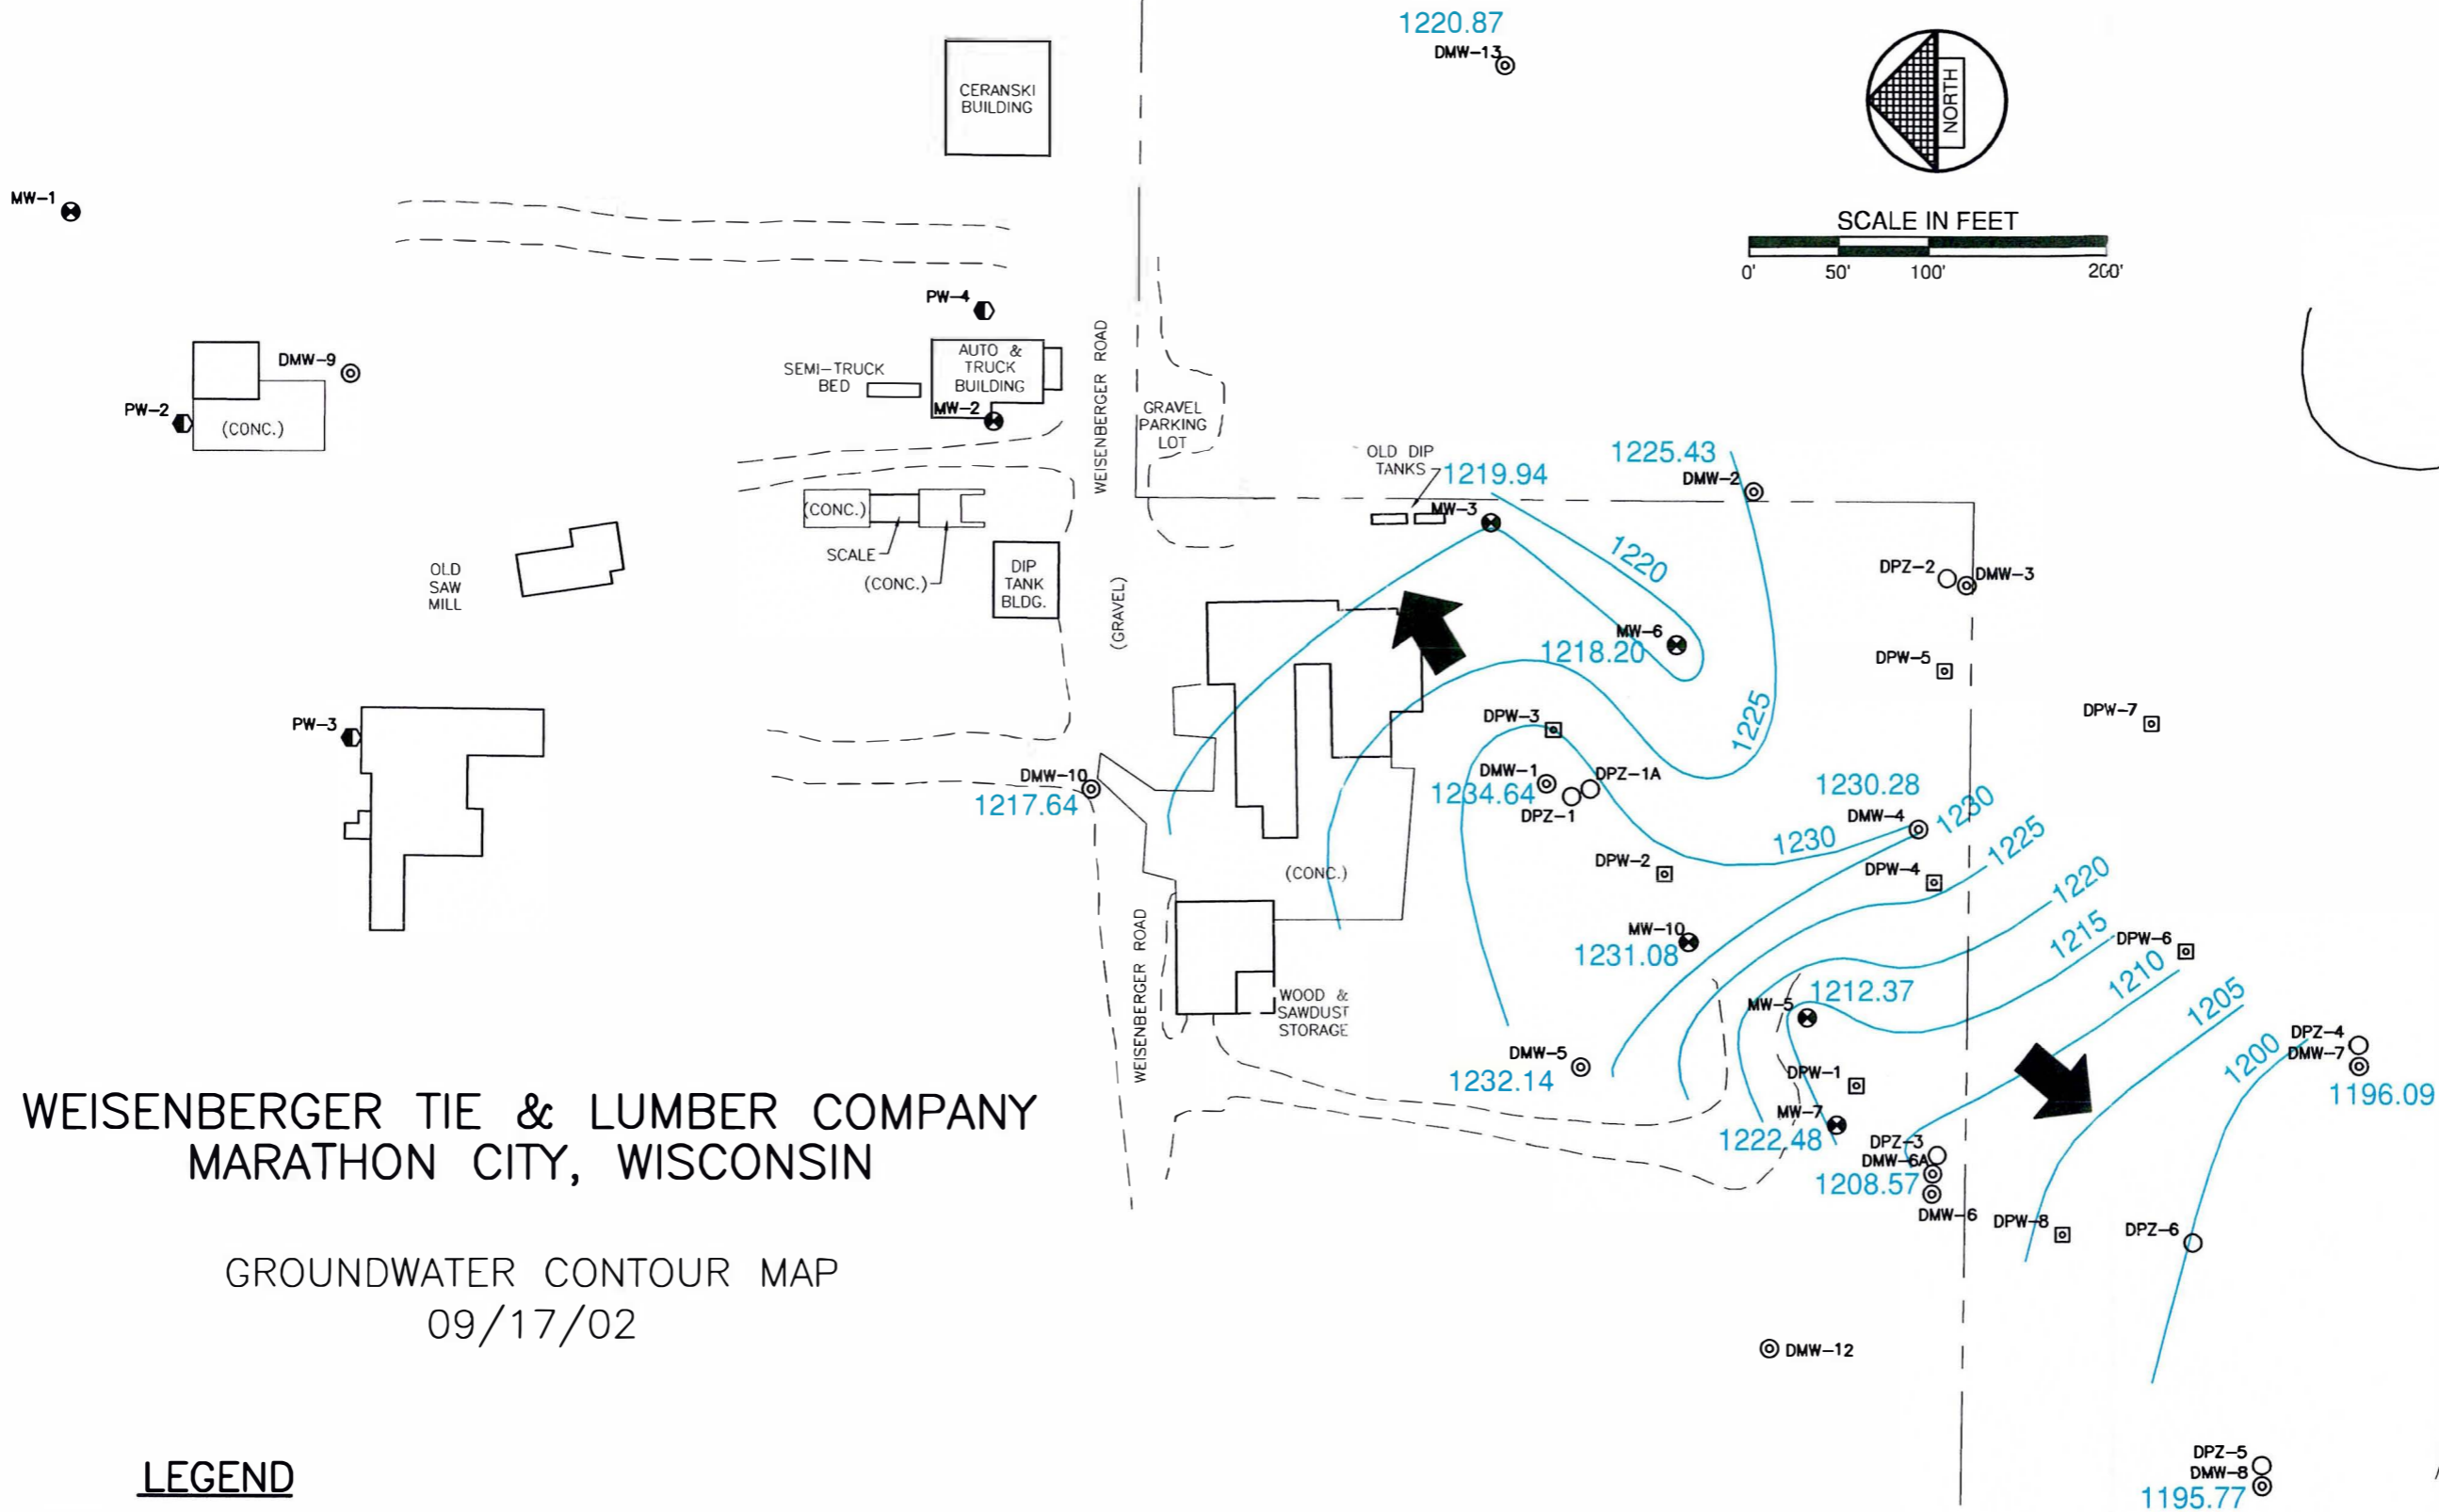 1220.87
DMW-13
CERANSKI
BUILDING
NORTH
MW-1
SCALE IN FEET
0' 50' 100' 200'
PW-4
WEISENBERGER ROAD
AUTO &
TRUCK
BUILDING
SEMI-TRUCK
BED
DMW-9
PW-2
(CONC.)
MW-2
GRAVEL
PARKING
LOT
OLD DIP
TANKS
1219.94
MW-3
1225.43
DMW-2
(CONC.)
SCALE
(CONC.)
DIP
TANK
BLDG.
(GRAVEL)
OLD
SAW
MILL
1220
DPZ-2
DMW-3
MW-6
1218.20
DPW-5
1225
DPW-7
PW-3
DPW-3
DMW-10
1217.64
DMW-1
1234.64
DPZ-1A
DPZ-1
1230.28
DMW-4
1230
1230
1225
DPW-2
DPW-4
1220
(CONC.)
WEISENBERGER ROAD
MW-10
1231.08
1215
DPW-6
1210
WOOD &
SAWDUST
STORAGE
MW-5
1212.37
1205
DMW-5
1232.14
DPW-1
1200
DPZ-4
DMW-7
1196.09
MW-7
1222.48
DPZ-3
DMW-6A
1208.57
DMW-6
DPW-8
DPZ-6
WEISENBERGER TIE & LUMBER COMPANY
MARATHON CITY, WISCONSIN
GROUNDWATER CONTOUR MAP
09/17/02
DMW-12
LEGEND
DPZ-5
DMW-8
1195.77